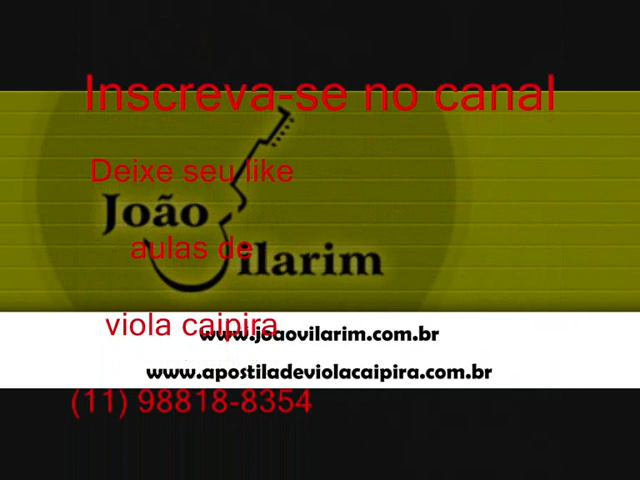 Inscreva-se no canal
Deixe seu like
João
aulas de
Vilarim
viola caipira
www.joaovilarim.com.br
www.apostiladeviolacaipira.com.br
(11) 98818-8354